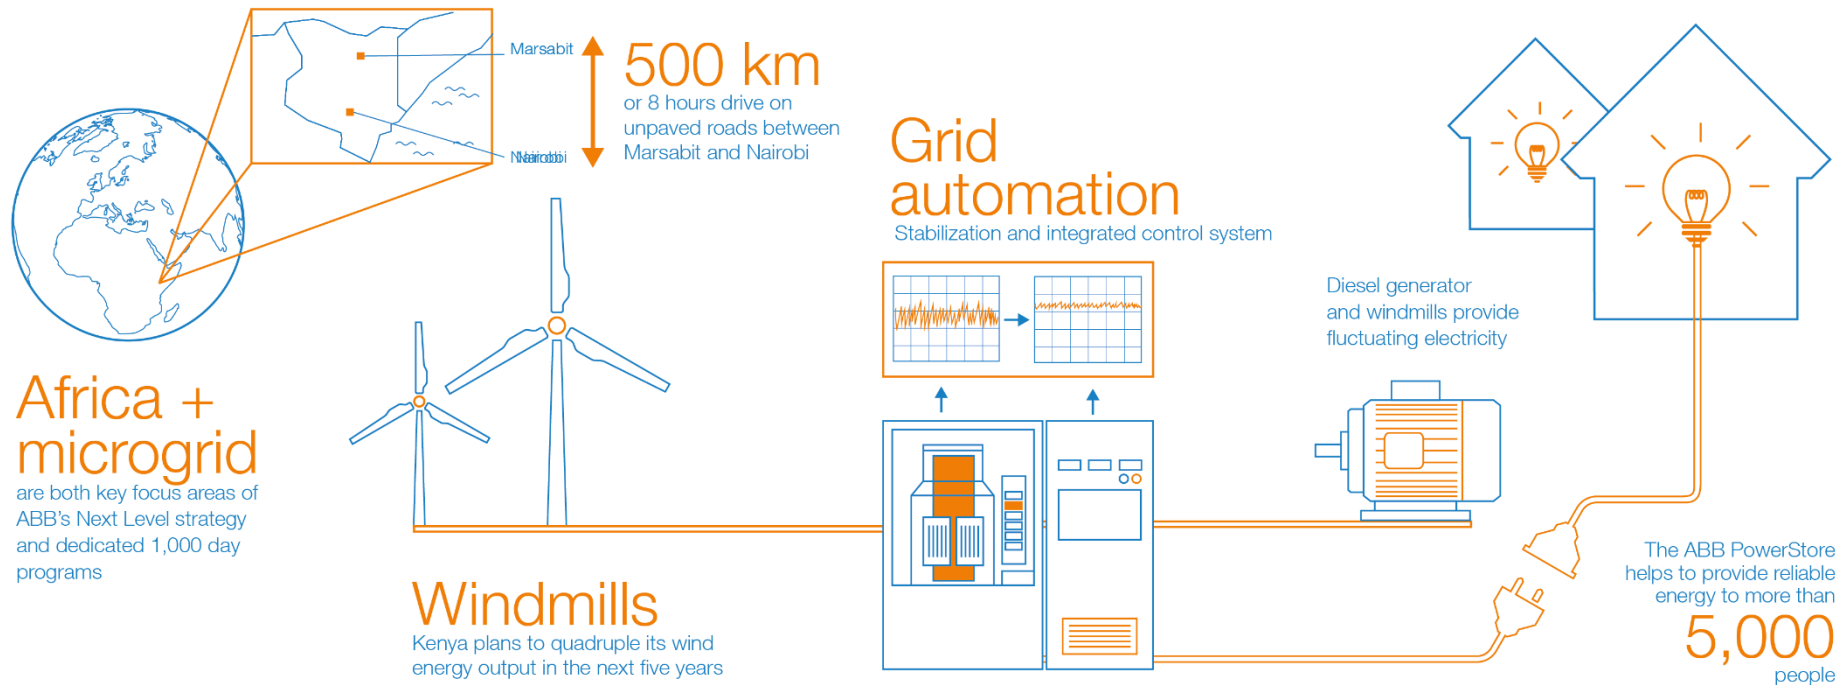 Marsabit
Nairobi
500 km
or 8 hours drive on
unpaved roads between
Marsabit and Nairobi
Africa +
microgrid
are both key focus areas of
ABB's Next Level strategy
and dedicated 1,000 day
programs
Windmills
Kenya plans to quadruple its wind
energy output in the next five years
Grid
automation
Stabilization and integrated control system
Diesel generator
and windmills provide
fluctuating electricity
The ABB PowerStore
helps to provide reliable
energy to more than
5,000
people